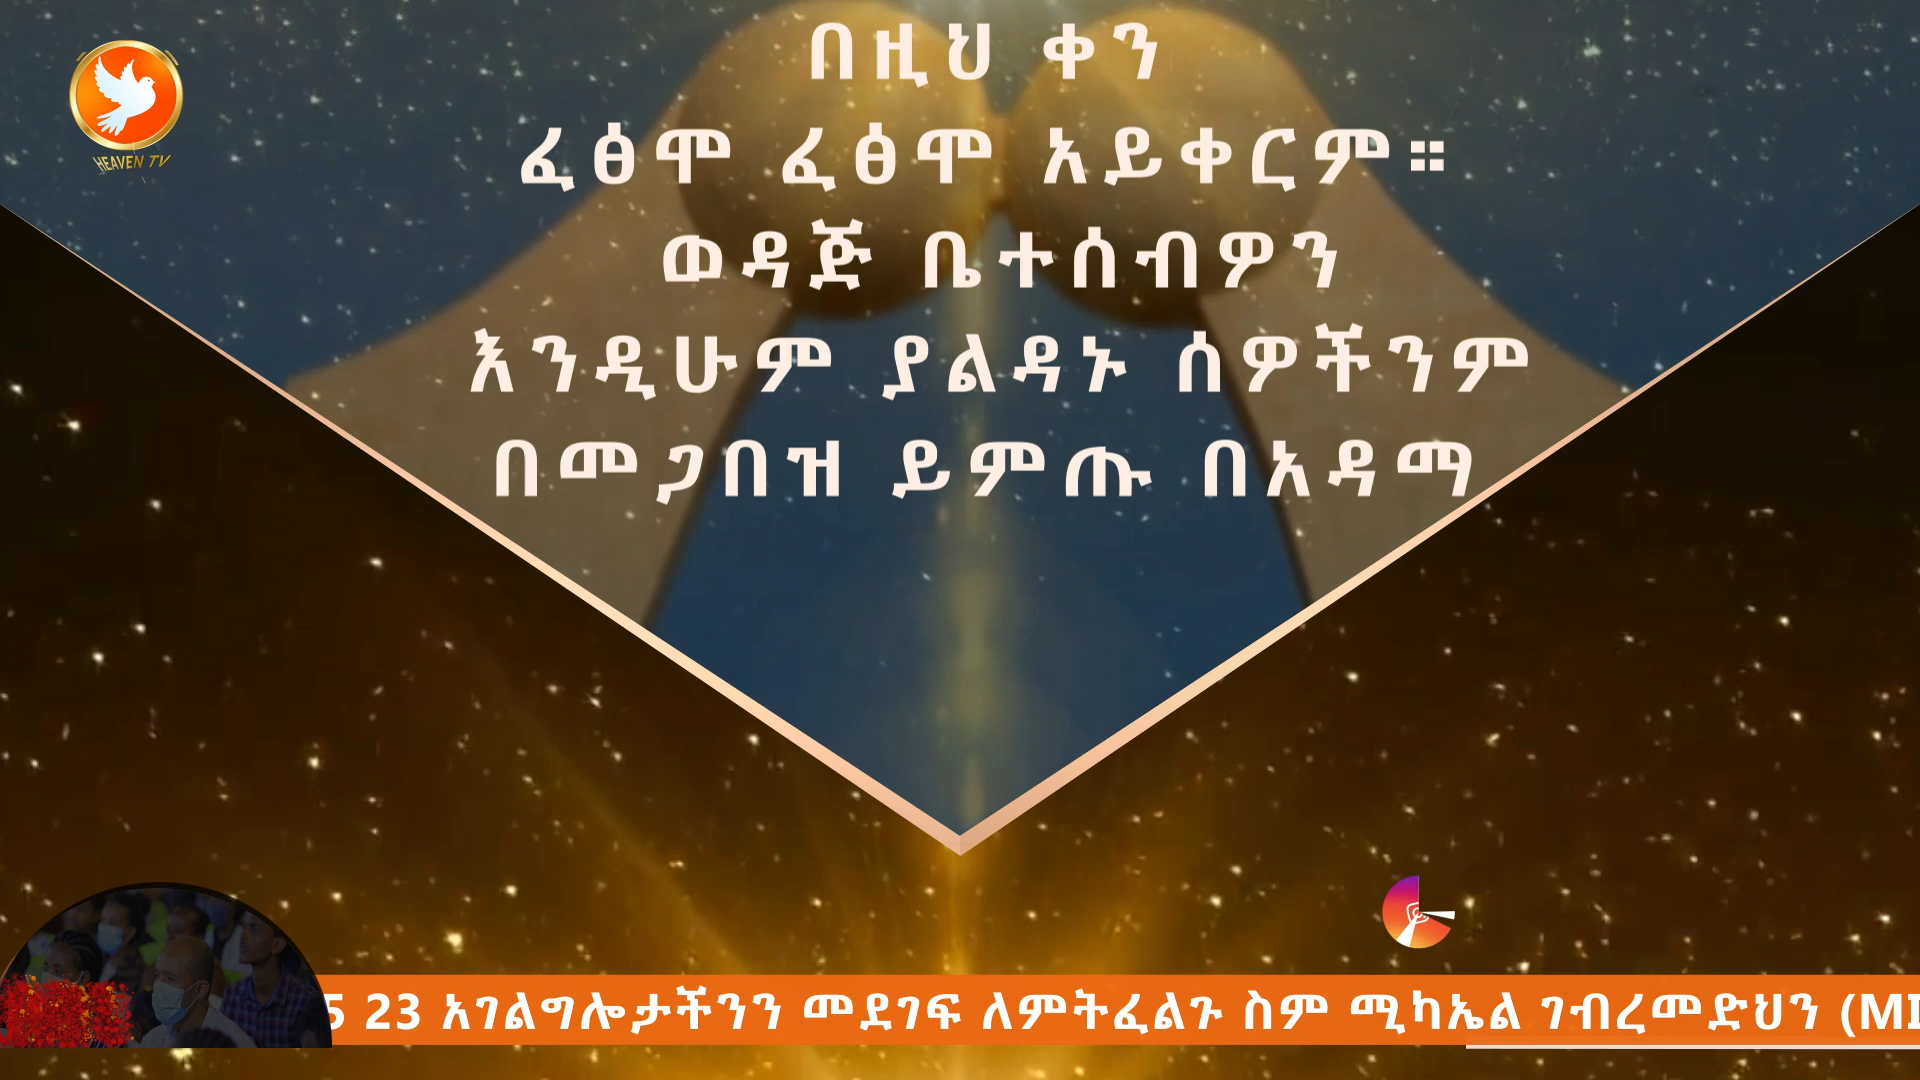 በዚህ ቀን
ፈፅሞ ፈፅሞ አይቀርም።
ወዳጅ ቤተሰብዎን
እንዲሁም ያልዳኑ ሰዎችንም
በመጋበዝ ይምጡ በአዳማ
HEAVEN TV
5 23 አገልግሎታችንን መደገፍ ለምትፈልጉ ስም ሚካኤል ገብረመድህን (MI